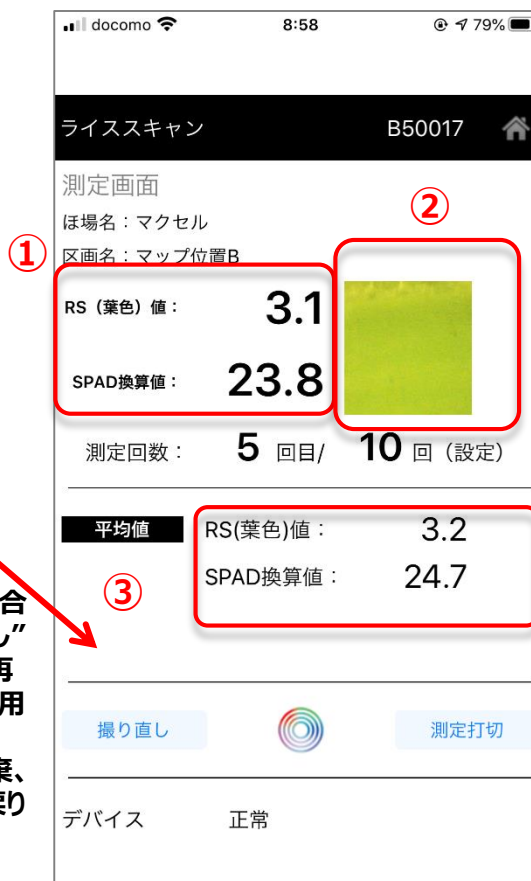 docomo 8:58 79%
ライススキャン B50017
測定画面
ほ場名：マクセル
②
① 区画名：マップ位置B
RS（葉色）値： 3.1
SPAD換算値： 23.8
測定回数： 5 回目/ 10 回（設定）
平均値 RS(葉色)値： 3.2
SPAD換算値： 24.7
③
合
し”
再
用
撮り直し 測定打切
棄、
戻り
デバイス 正常